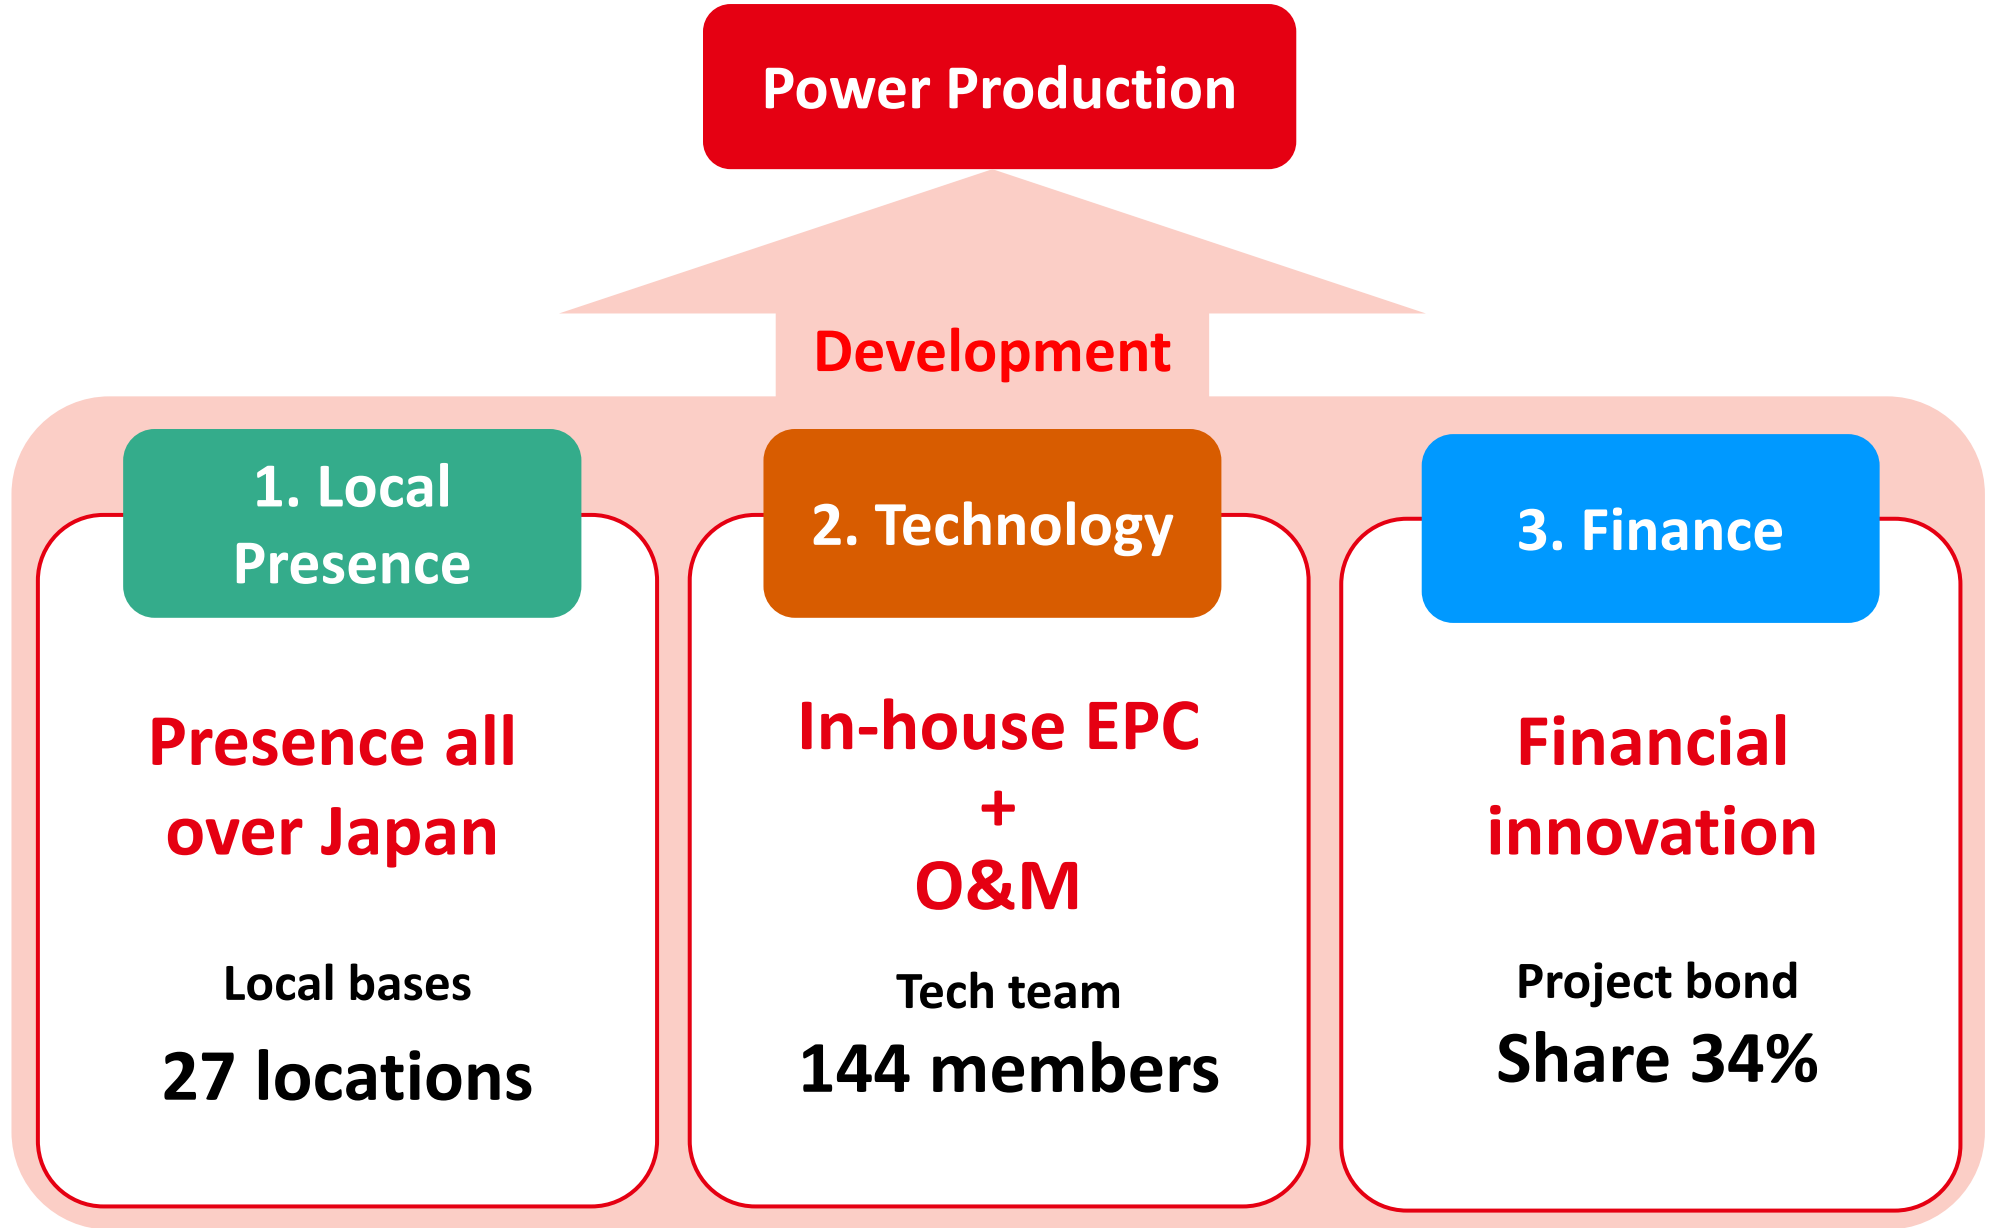 Power Production
Development
1. Local
Presence
Presence all
over Japan
Local bases
27 locations
2. Technology
In-house EPC
+
O&M
Tech team
144 members
3. Finance
Financial
innovation
Project bond
Share 34%